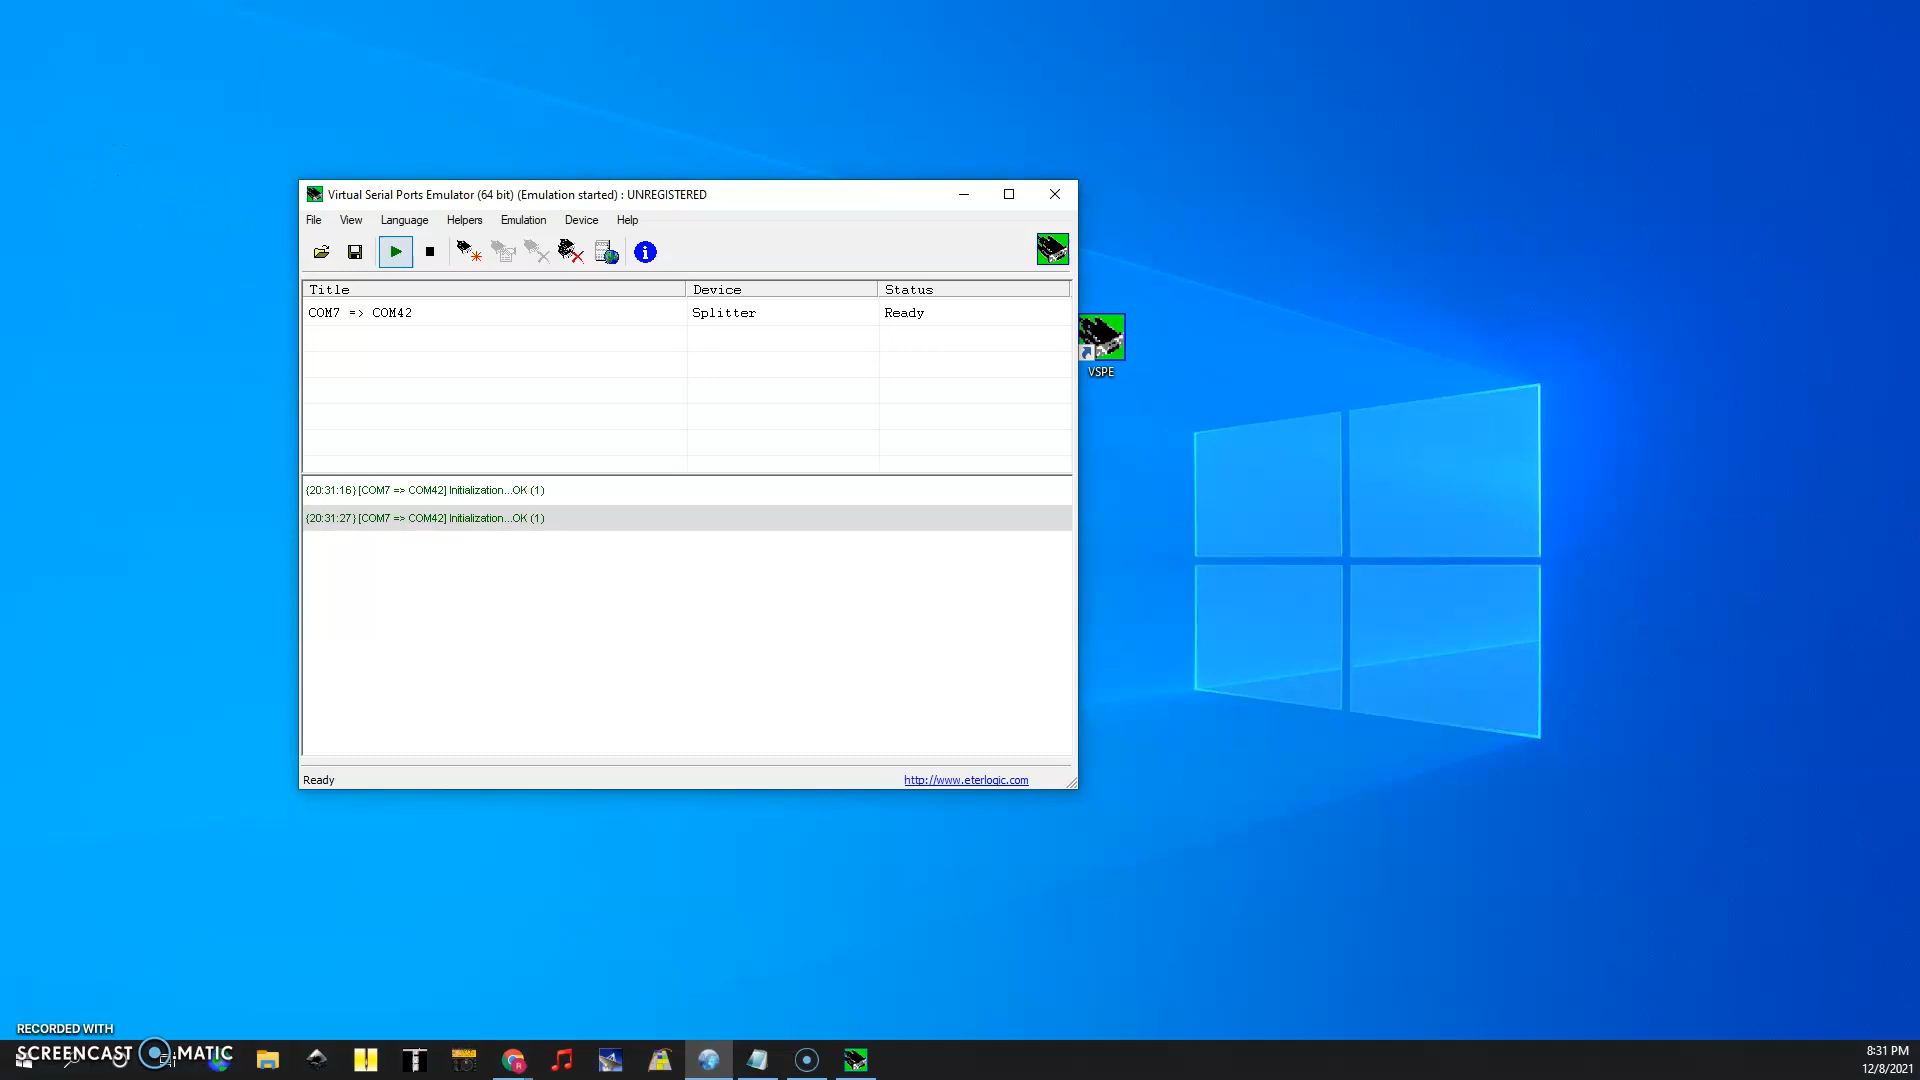 Virtual Serial Ports Emulator (64 bit) (Emulation started) : UNREGISTERED
File View Language Helpers Emulation Device Help
Title Device Status
COM7 => COM42 Splitter Ready
VSPE
{20:31:16} [COM7 => COM42] Initialization...OK (1)
{20:31:27} [COM7 => COM42] Initialization...OK (1)
Ready http://www.eterlogic.com
RECORDED WITH
SCREENCAST MATIC
8:31 PM
12/8/2021